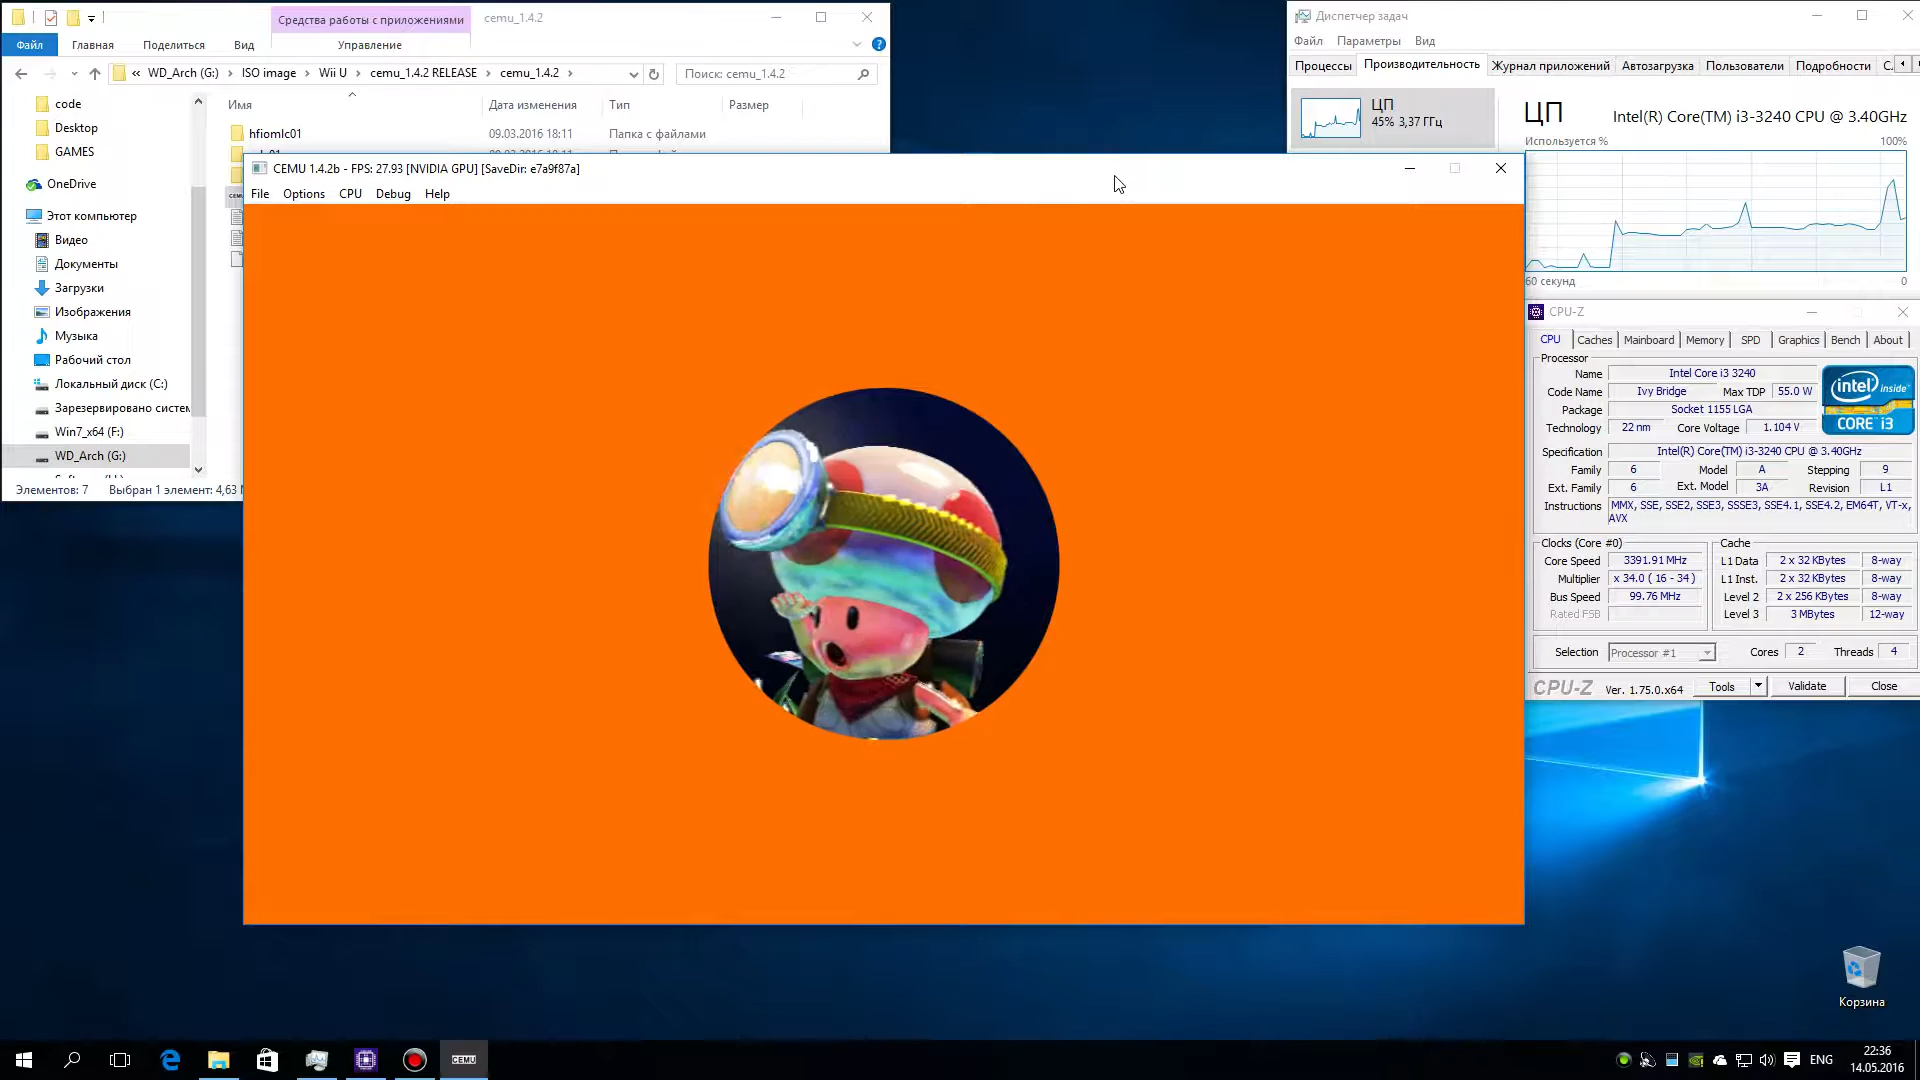 Средства работы с приложениями
cemu_1.4.2
Файл
Главная
Поделиться
Вид
Управление
« WD_Arch (G:) › ISO image › Wii U › cemu_1.4.2 RELEASE › cemu_1.4.2 ›
Поиск: cemu_1.4.2
Имя
Дата изменения
Тип
Размер
code
Desktop
GAMES
OneDrive
Этот компьютер
Видео
Документы
Загрузки
Изображения
Музыка
Рабочий стол
Локальный диск (C:)
Зарезервировано систем
Win7_x64 (F:)
WD_Arch (G:)
hfiomlc01
09.03.2016 18:11
Папка с файлами
Элементов: 7
Выбран 1 элемент: 4,63 М
CEMU 1.4.2b - FPS: 27.93 [NVIDIA GPU] [SaveDir: e7a9f87a]
File
Options
CPU
Debug
Help
Диспетчер задач
Файл
Параметры
Вид
Процессы
Производительность
Журнал приложений
Автозагрузка
Пользователи
Подробности
С.
ЦП
45% 3,37 ГГц
ЦП
Intel(R) Core(TM) i3-3240 CPU @ 3.40GHz
Используется %
100%
60 секунд
0
CPU-Z
CPU
Caches
Mainboard
Memory
SPD
Graphics
Bench
About
Processor
Name
Intel Core i3 3240
Code Name
Ivy Bridge
Max TDP
55.0 W
Package
Socket 1155 LGA
Technology
22 nm
Core Voltage
1.104 V
intel inside
CORE i3
Specification
Intel(R) Core(TM) i3-3240 CPU @ 3.40GHz
Family
6
Model
A
Stepping
9
Ext. Family
6
Ext. Model
3A
Revision
L1
Instructions
MMX, SSE, SSE2, SSE3, SSSE3, SSE4.1, SSE4.2, EM64T, VT-x,
AVX
Clocks (Core #0)
Core Speed
3391.91 MHz
Multiplier
x 34.0 ( 16 - 34 )
Bus Speed
99.76 MHz
Rated FSB
Cache
L1 Data
2 x 32 KBytes
8-way
L1 Inst.
2 x 32 KBytes
8-way
Level 2
2 x 256 KBytes
8-way
Level 3
3 MBytes
12-way
Selection
Processor #1
Cores
2
Threads
4
CPU-Z
Ver. 1.75.0.x64
Tools
Validate
Close
Корзина
CEMU
ENG
22:36
14.05.2016